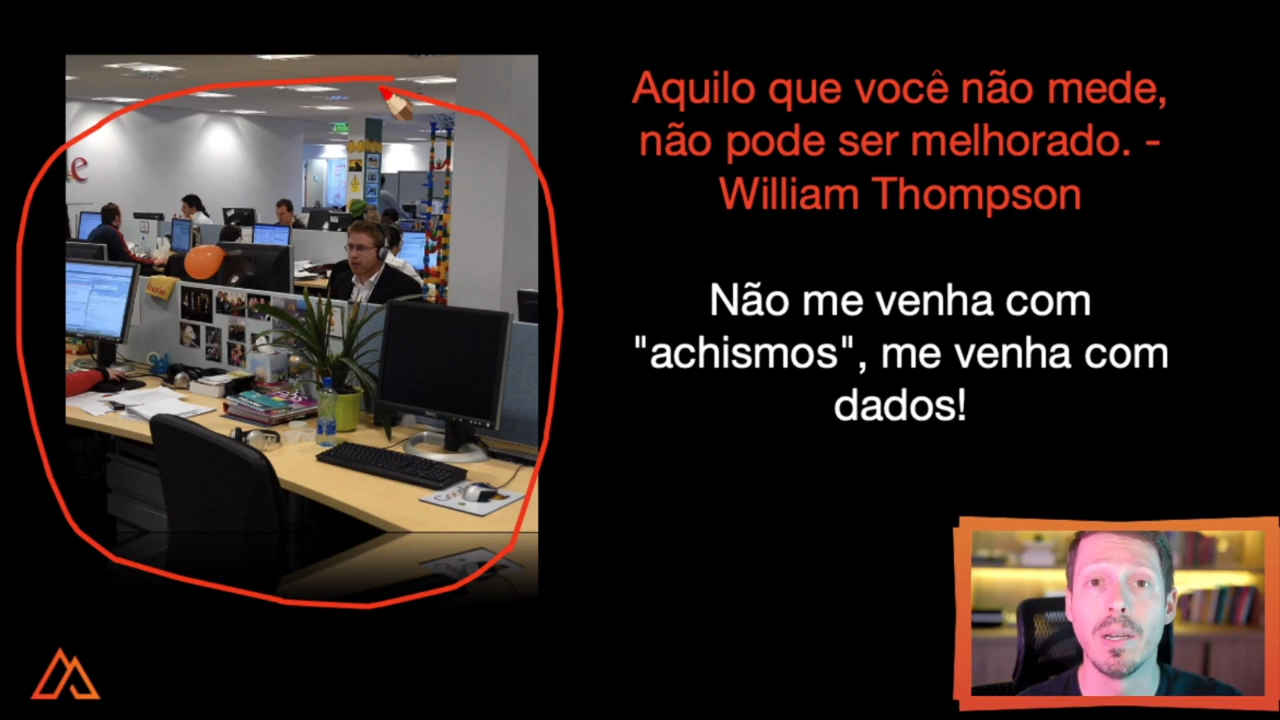 Aquilo que você não mede,
não pode ser melhorado. -
William Thompson
Não me venha com
"achismos", me venha com
dados!